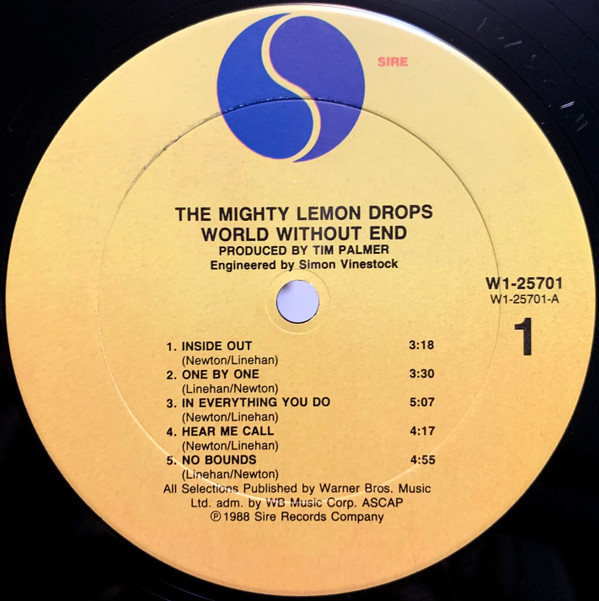 SIRE
THE MIGHTY LEMON DROPS
WORLD WITHOUT END
PRODUCED BY TIM PALMER
Engineered by Simon Vinestock
W1-25701
W1-25701-A
1
1. INSIDE OUT 3:18
(Newton/Linehan)
2. ONE BY ONE 3:30
(Linehan/Newton)
3. IN EVERYTHING YOU DO 5:07
(Newton/Linehan)
4. HEAR ME CALL 4:17
(Newton/Linehan)
5. NO BOUNDS 4:55
(Linehan/Newton)
All Selections Published by Warner Bros. Music
Ltd. adm. by WB Music Corp. ASCAP
℗ 1988 Sire Records Company